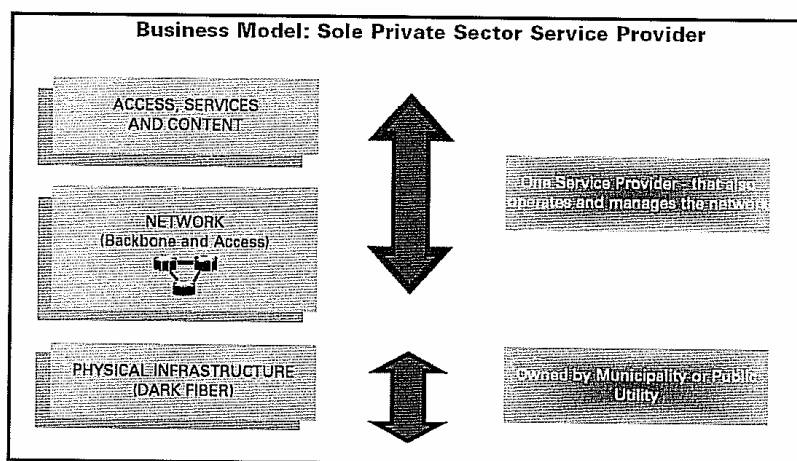 Business Model: Sole Private Sector Service Provider
ACCESS, SERVICES
AND CONTENT
One Service Provider - that also
operates and manages the network
NETWORK
(Backbone and Access)
PHYSICAL INFRASTRUCTURE
(DARK FIBER)
Owned by Municipality or Public
Utility